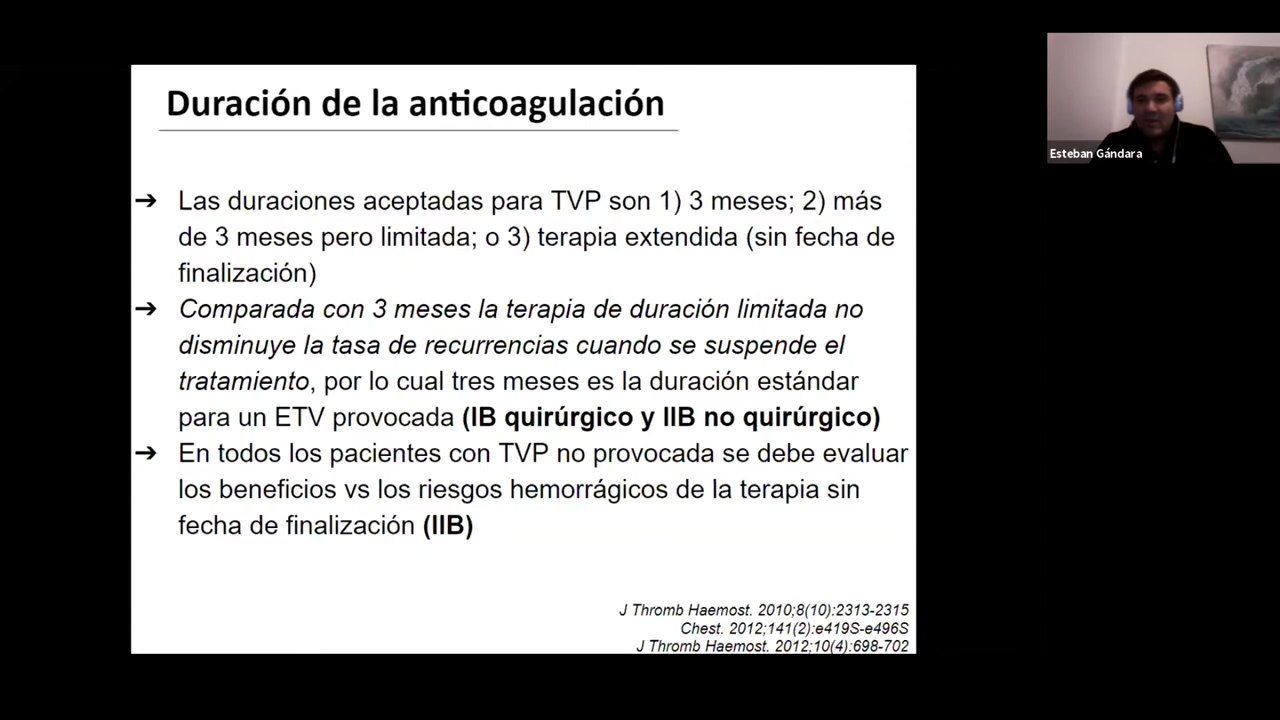 Duración de la anticoagulación
Esteban Gándara
➔ Las duraciones aceptadas para TVP son 1) 3 meses; 2) más
de 3 meses pero limitada; o 3) terapia extendida (sin fecha de
finalización)
➔ Comparada con 3 meses la terapia de duración limitada no
disminuye la tasa de recurrencias cuando se suspende el
tratamiento, por lo cual tres meses es la duración estándar
para un ETV provocada (IB quirúrgico y IIB no quirúrgico)
➔ En todos los pacientes con TVP no provocada se debe evaluar
los beneficios vs los riesgos hemorrágicos de la terapia sin
fecha de finalización (IIB)
J Thromb Haemost. 2010;8(10):2313-2315
Chest. 2012;141(2):e419S-e496S
J Thromb Haemost. 2012;10(4):698-702